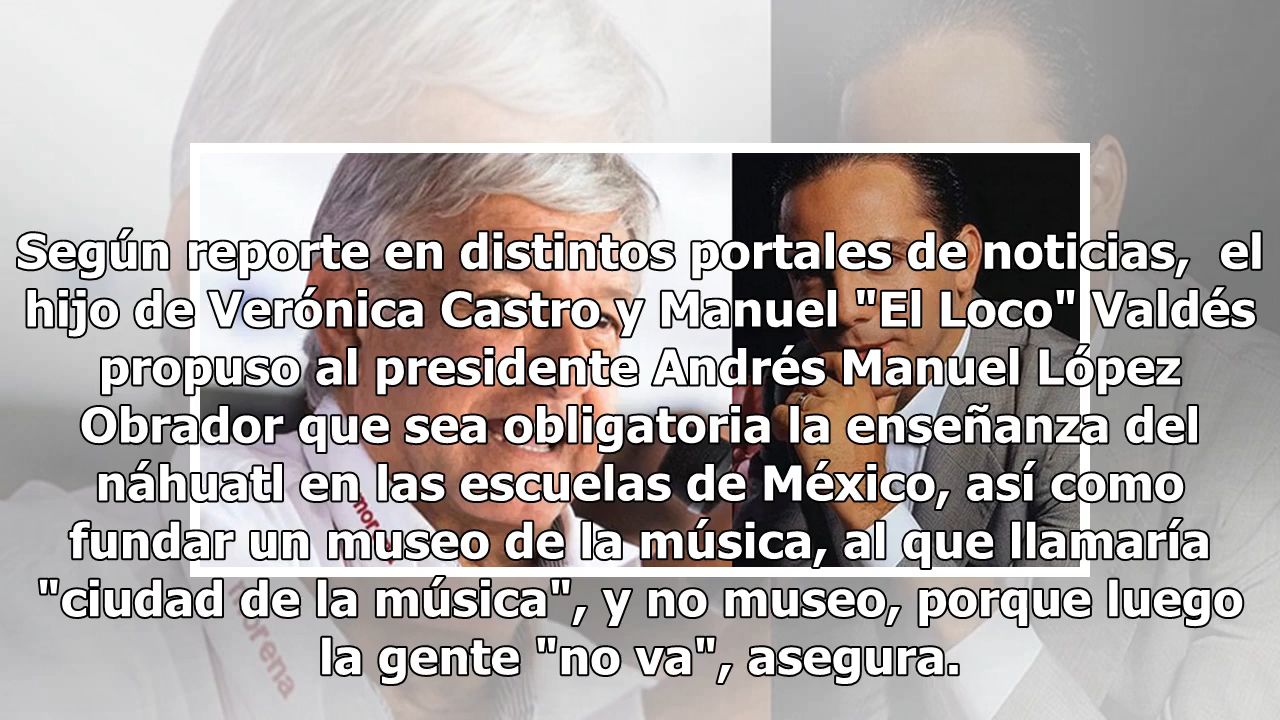 Según reporte en distintos portales de noticias,  el
hijo de Verónica Castro y Manuel "El Loco" Valdés
propuso al presidente Andrés Manuel López
Obrador que sea obligatoria la enseñanza del
náhuatl en las escuelas de México, así como
fundar un museo de la música, al que llamaría
"ciudad de la música", y no museo, porque luego
la gente "no va", asegura.
morena